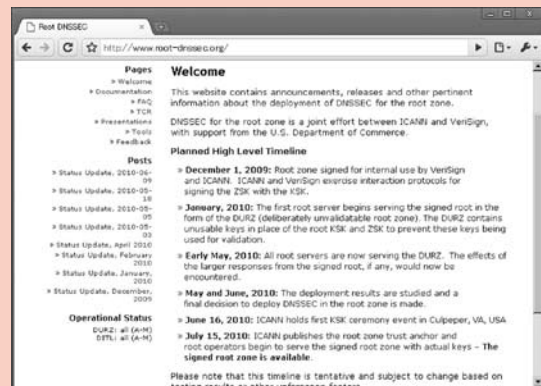 Root DNSSEC
http://www.root-dnssec.org/
Pages
» Welcome
» Documentation
» FAQ
» TCR
» Presentations
» Tools
» Feedback
Posts
» Status Update, 2010-06-
09
» Status Update, 2010-05-
18
» Status Update, 2010-05-
05
» Status Update, 2010-05-
03
» Status Update, April 2010
» Status Update, February
2010
» Status Update, January,
2010
» Status Update, December,
2009
Operational Status
DURZ: all (A-M)
DITL: all (A-M)
Welcome
This website contains announcements, releases and other pertinent
information about the deployment of DNSSEC for the root zone.
DNSSEC for the root zone is a joint effort between ICANN and VeriSign,
with support from the U.S. Department of Commerce.
Planned High Level Timeline
» December 1, 2009: Root zone signed for internal use by VeriSign
and ICANN. ICANN and VeriSign exercise interaction protocols for
signing the ZSK with the KSK.
» January, 2010: The first root server begins serving the signed root in the
form of the DURZ (deliberately unvalidatable root zone). The DURZ contains
unusable keys in place of the root KSK and ZSK to prevent these keys being
used for validation.
» Early May, 2010: All root servers are now serving the DURZ. The effects of
the larger responses from the signed root, if any, would now be
encountered.
» May and June, 2010: The deployment results are studied and a
final decision to deploy DNSSEC in the root zone is made.
» June 16, 2010: ICANN holds first KSK ceremony event in Culpeper, VA, USA
» July 15, 2010: ICANN publishes the root zone trust anchor and
root operators begin to serve the signed root zone with actual keys – The
signed root zone is available.
Please note that this timeline is tentative and subject to change based on
testing results or other unforeseen factors.